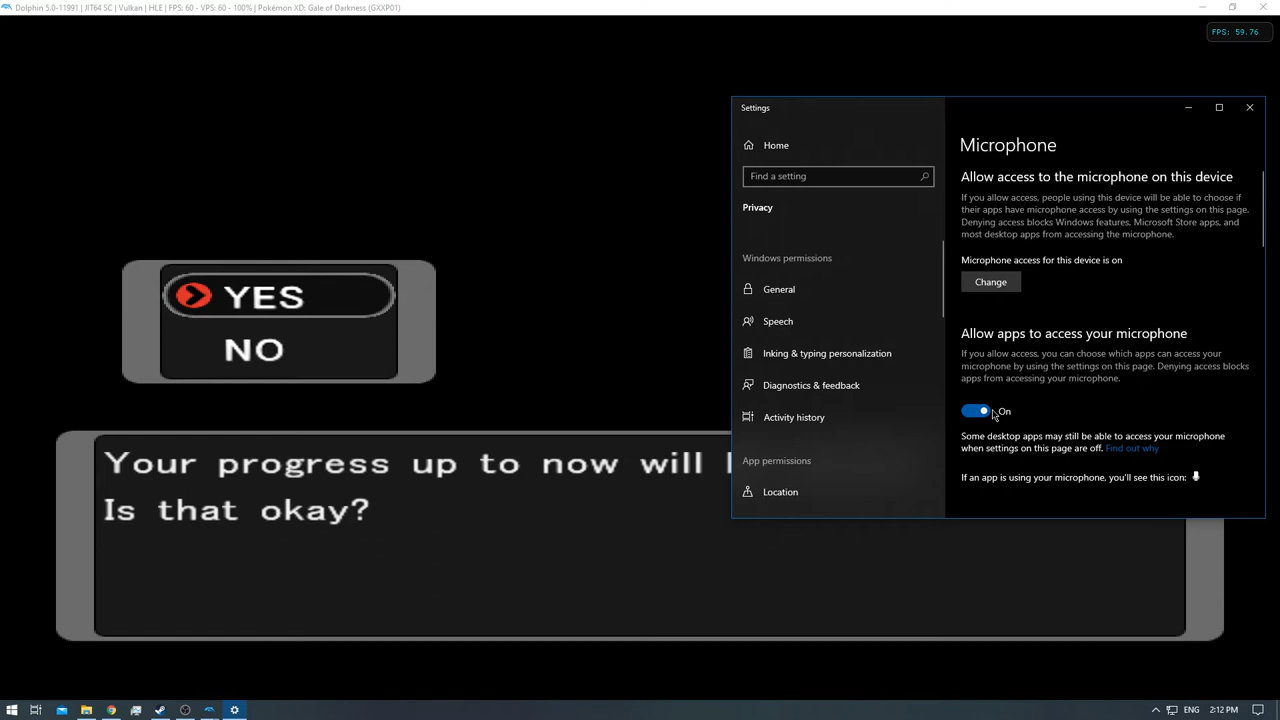 Dolphin 5.0-11991 | JIT64 SC | Vulkan | HLE | FPS: 60 - VPS: 60 - 100% | Pokémon XD: Gale of Darkness (GXXP01)
FPS: 59.76
YES
NO
Your progress up to now will
Is that okay?
Settings
Home
Find a setting
Privacy
Windows permissions
General
Speech
Inking & typing personalization
Diagnostics & feedback
Activity history
App permissions
Location
Microphone
Allow access to the microphone on this device
If you allow access, people using this device will be able to choose if
their apps have microphone access by using the settings on this page.
Denying access blocks Windows features, Microsoft Store apps, and
most desktop apps from accessing the microphone.
Microphone access for this device is on
Change
Allow apps to access your microphone
If you allow access, you can choose which apps can access your
microphone by using the settings on this page. Denying access blocks
apps from accessing your microphone.
On
Some desktop apps may still be able to access your microphone
when settings on this page are off. Find out why
If an app is using your microphone, you'll see this icon:
ENG
2:12 PM